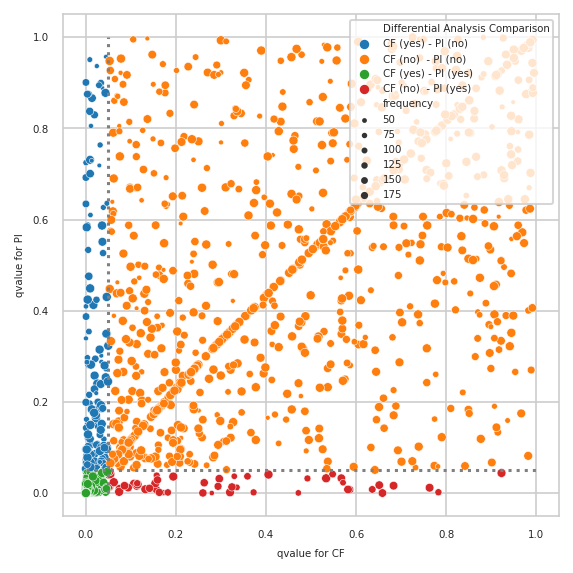 Differential Analysis Comparison
CF (yes) - PI (no)
CF (no)  - PI (no)
CF (yes) - PI (yes)
CF (no)  - PI (yes)
frequency
50
75
100
125
150
175
1.0
0.8
0.6
0.4
0.2
0.0
qvalue for PI
0.0 0.2 0.4 0.6 0.8 1.0
qvalue for CF